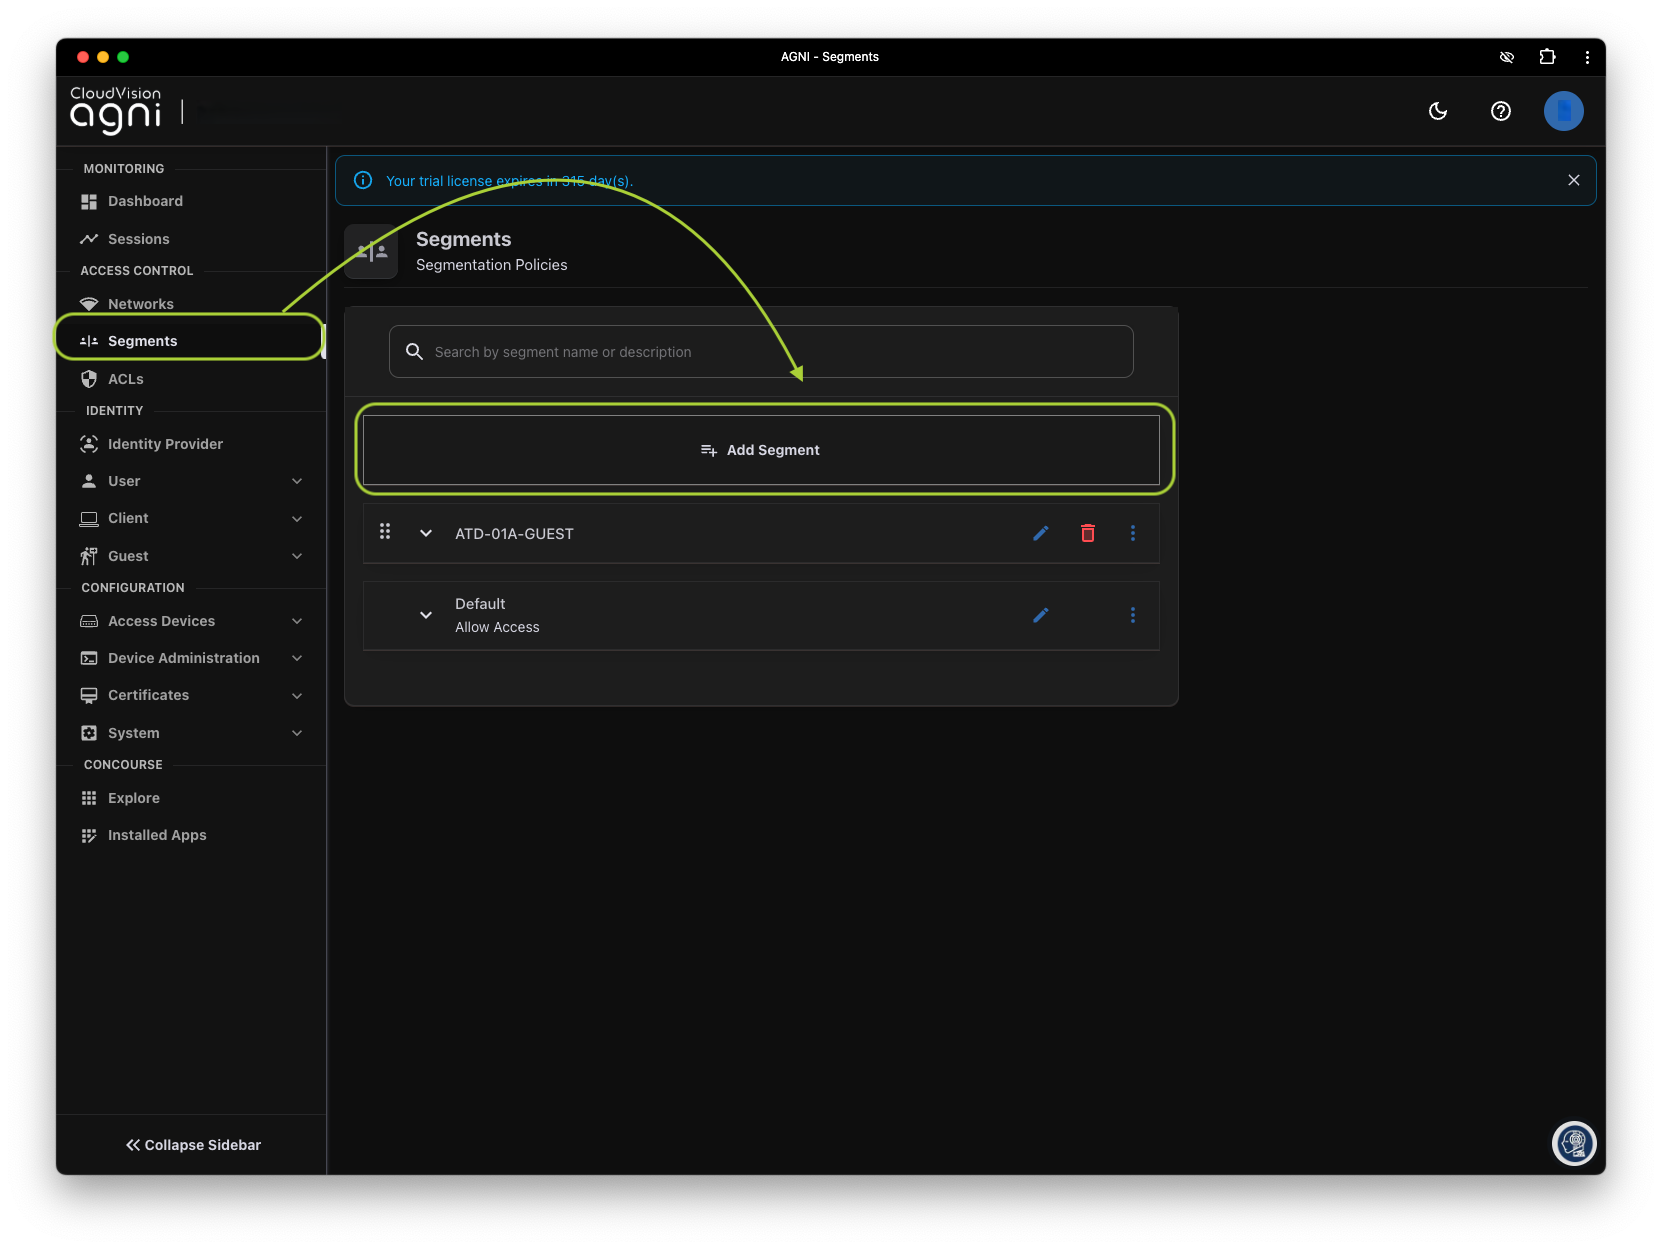 AGNI - Segments
CloudVision
agni
MONITORING
Dashboard
Sessions
ACCESS CONTROL
Networks
Segments
ACLs
IDENTITY
Identity Provider
User
Client
Guest
CONFIGURATION
Access Devices
Device Administration
Certificates
System
CONCOURSE
Explore
Installed Apps
Collapse Sidebar
Your trial license expires in 315 day(s).
Segments
Segmentation Policies
Search by segment name or description
Add Segment
ATD-01A-GUEST
Default
Allow Access